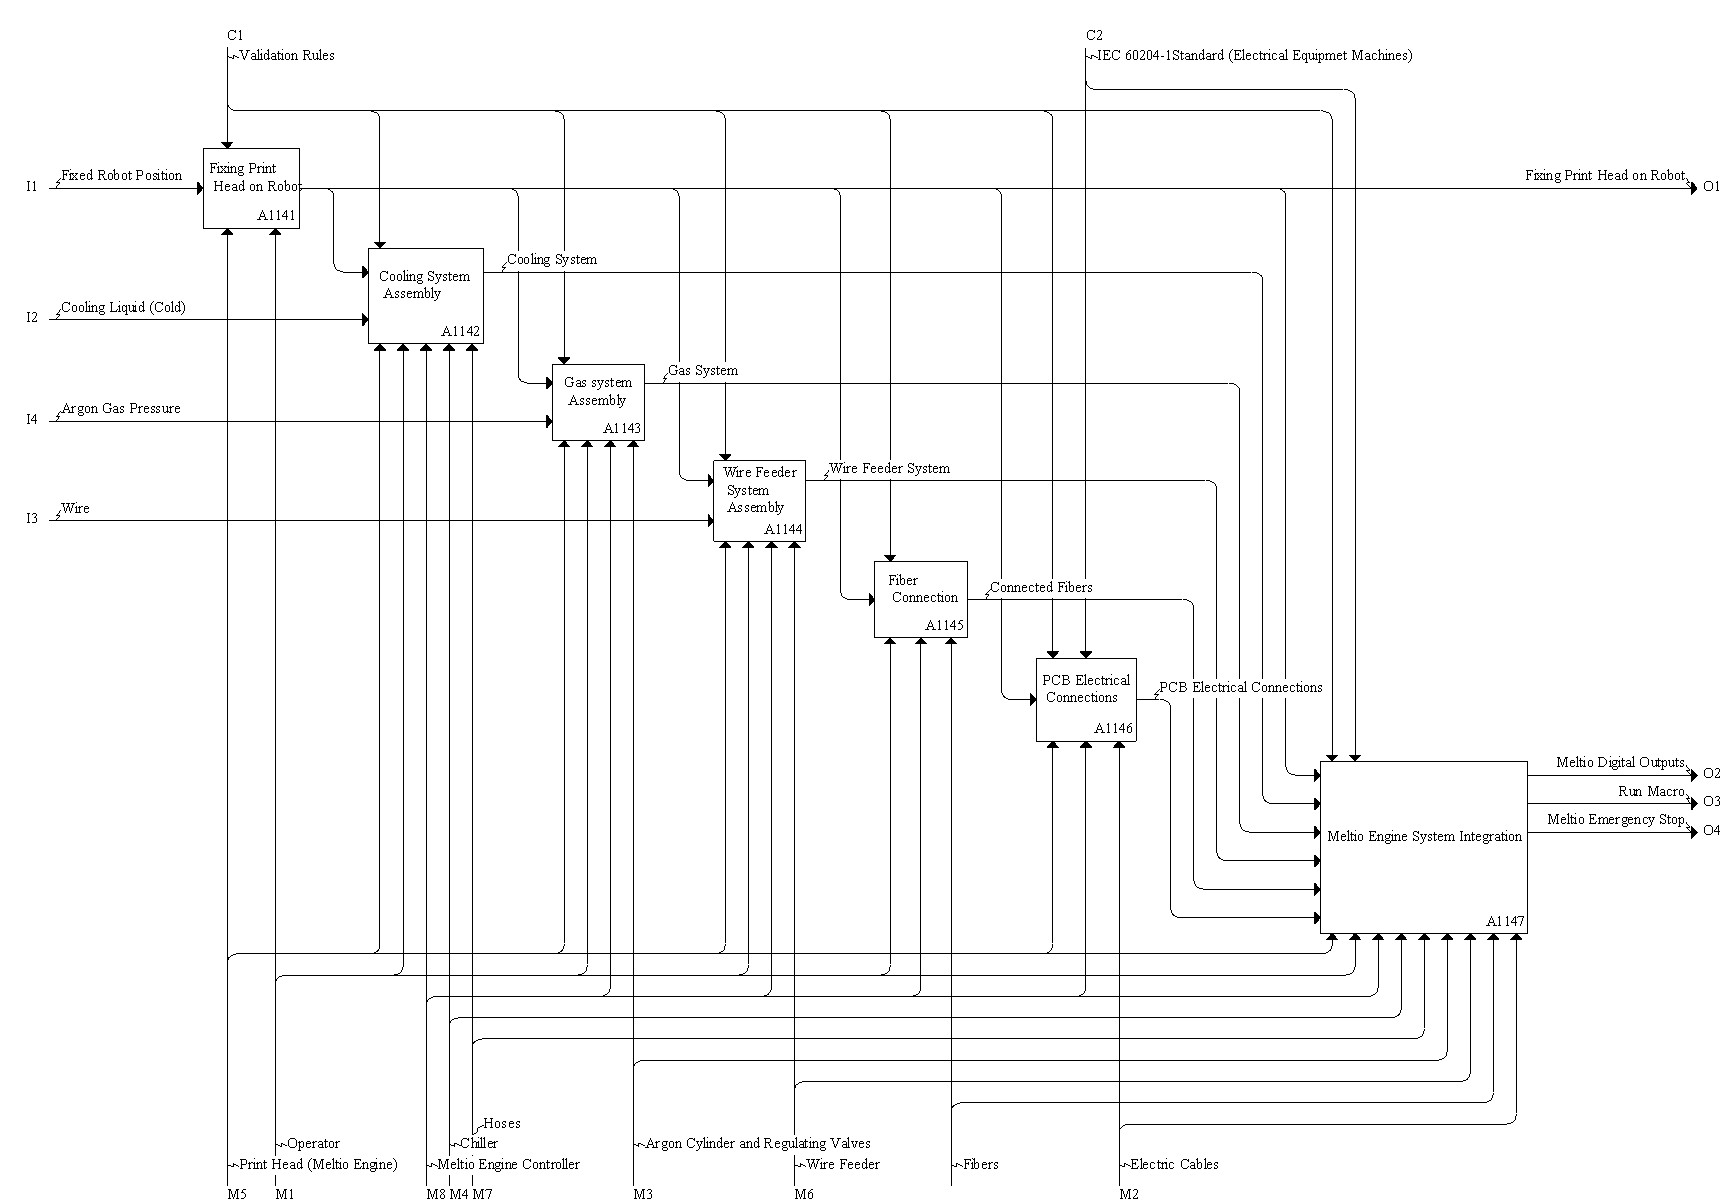 C1
Validation Rules
C2
IEC 60204-1Standard (Electrical Equipmet Machines)
I1
Fixed Robot Position
Fixing Print
Head on Robot
A1141
Fixing Print Head on Robot
O1
I2
Cooling Liquid (Cold)
Cooling System
Assembly
A1142
Cooling System
I4
Argon Gas Pressure
Gas system
Assembly
A1143
Gas System
I3
Wire
Wire Feeder
System
Assembly
A1144
Wire Feeder System
Fiber
Connection
A1145
Connected Fibers
PCB Electrical
Connections
A1146
PCB Electrical Connections
Meltio Engine System Integration
A1147
Meltio Digital Outputs
O2
Run Macro
O3
Meltio Emergency Stop
O4
Hoses
Operator
Chiller
Argon Cylinder and Regulating Valves
Print Head (Meltio Engine)
Meltio Engine Controller
Wire Feeder
Fibers
Electric Cables
M5
M1
M8
M4
M7
M3
M6
M2